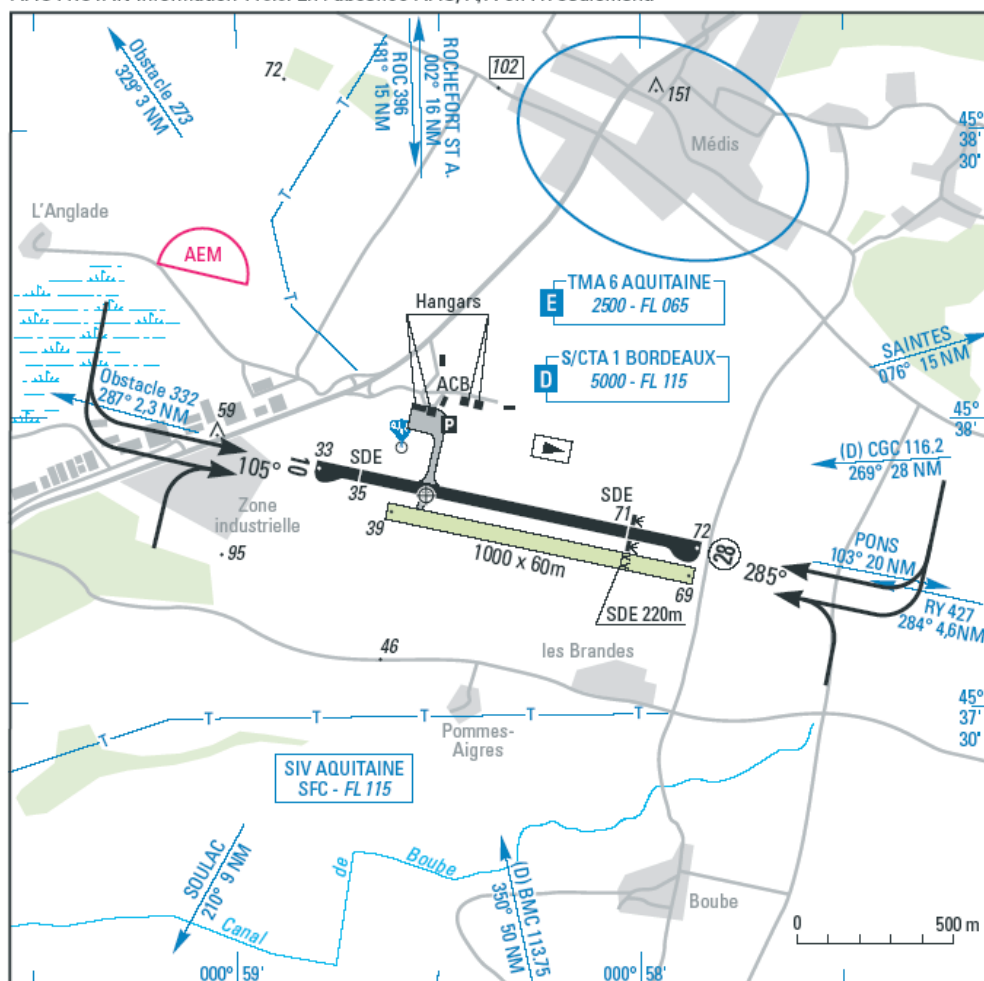 Obstacle 273
329° 3 NM
72
ROC 396
181° 15 NM
ROCHEFORT ST A.
002° 16 NM
102
151
Médis
45°
38'
30'
L'Anglade
AEM
TMA 6 AQUITAINE
E
2500 - FL 065
Hangars
S/CTA 1 BORDEAUX
D
5000 - FL 115
SAINTES
076° 15 NM
ACB
P
Obstacle 332
287° 2,3 NM
59
45°
38'
(D) CGC 116.2
269° 28 NM
105°
10
33
SDE
35
SDE
71
72
28
285°
Zone
industrielle
39
1000 x 60m
95
69
SDE 220m
PONS
103° 20 NM
RY 427
284° 4,6NM
46
les Brandes
45°
37'
30'
T
T
T
T
T
T
T
T
Pommes-
Aigres
SIV AQUITAINE
SFC - FL 115
SOULAC
210° 9 NM
Canal
de
Boube
(D) BMC 113.75
350° 50 NM
Boube
0
500 m
000° 59'
000° 58'